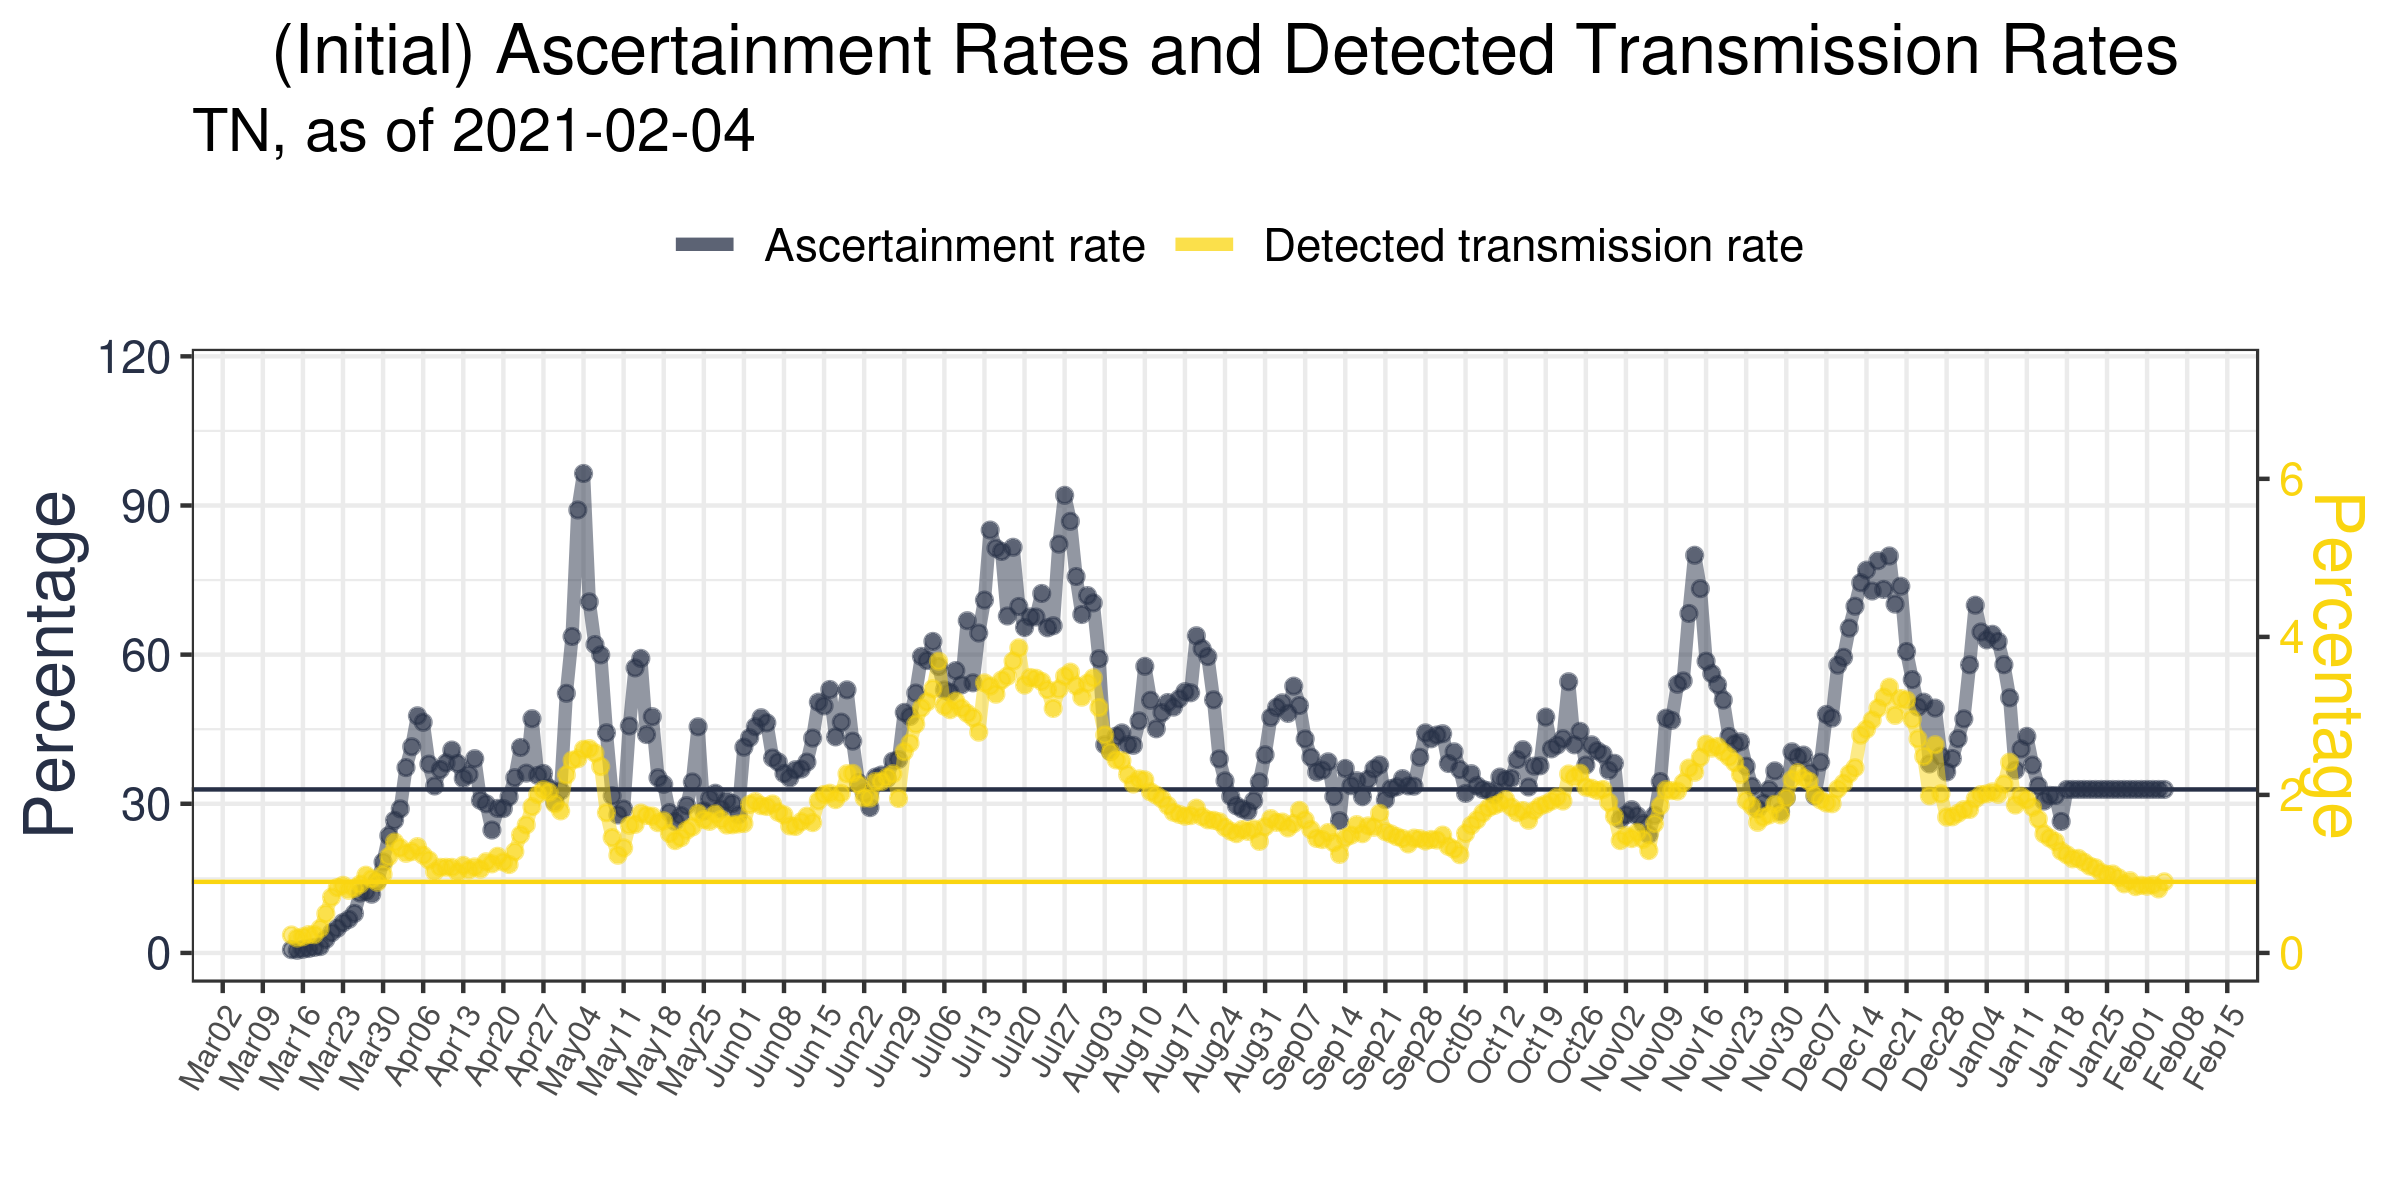 (Initial) Ascertainment Rates and Detected Transmission Rates
TN, as of 2021-02-04
Ascertainment rate Detected transmission rate
Percentage
120
90
60
30
0
6
4
2
0
Percentage
Mar02 Mar09 Mar16 Mar23 Mar30 Apr06 Apr13 Apr20 Apr27 May04 May11 May18 May25 Jun01 Jun08 Jun15 Jun22 Jun29 Jul06 Jul13 Jul20 Jul27 Aug03 Aug10 Aug17 Aug24 Aug31 Sep07 Sep14 Sep21 Sep28 Oct05 Oct12 Oct19 Oct26 Nov02 Nov09 Nov16 Nov23 Nov30 Dec07 Dec14 Dec21 Dec28 Jan04 Jan11 Jan18 Jan25 Feb01 Feb08 Feb15